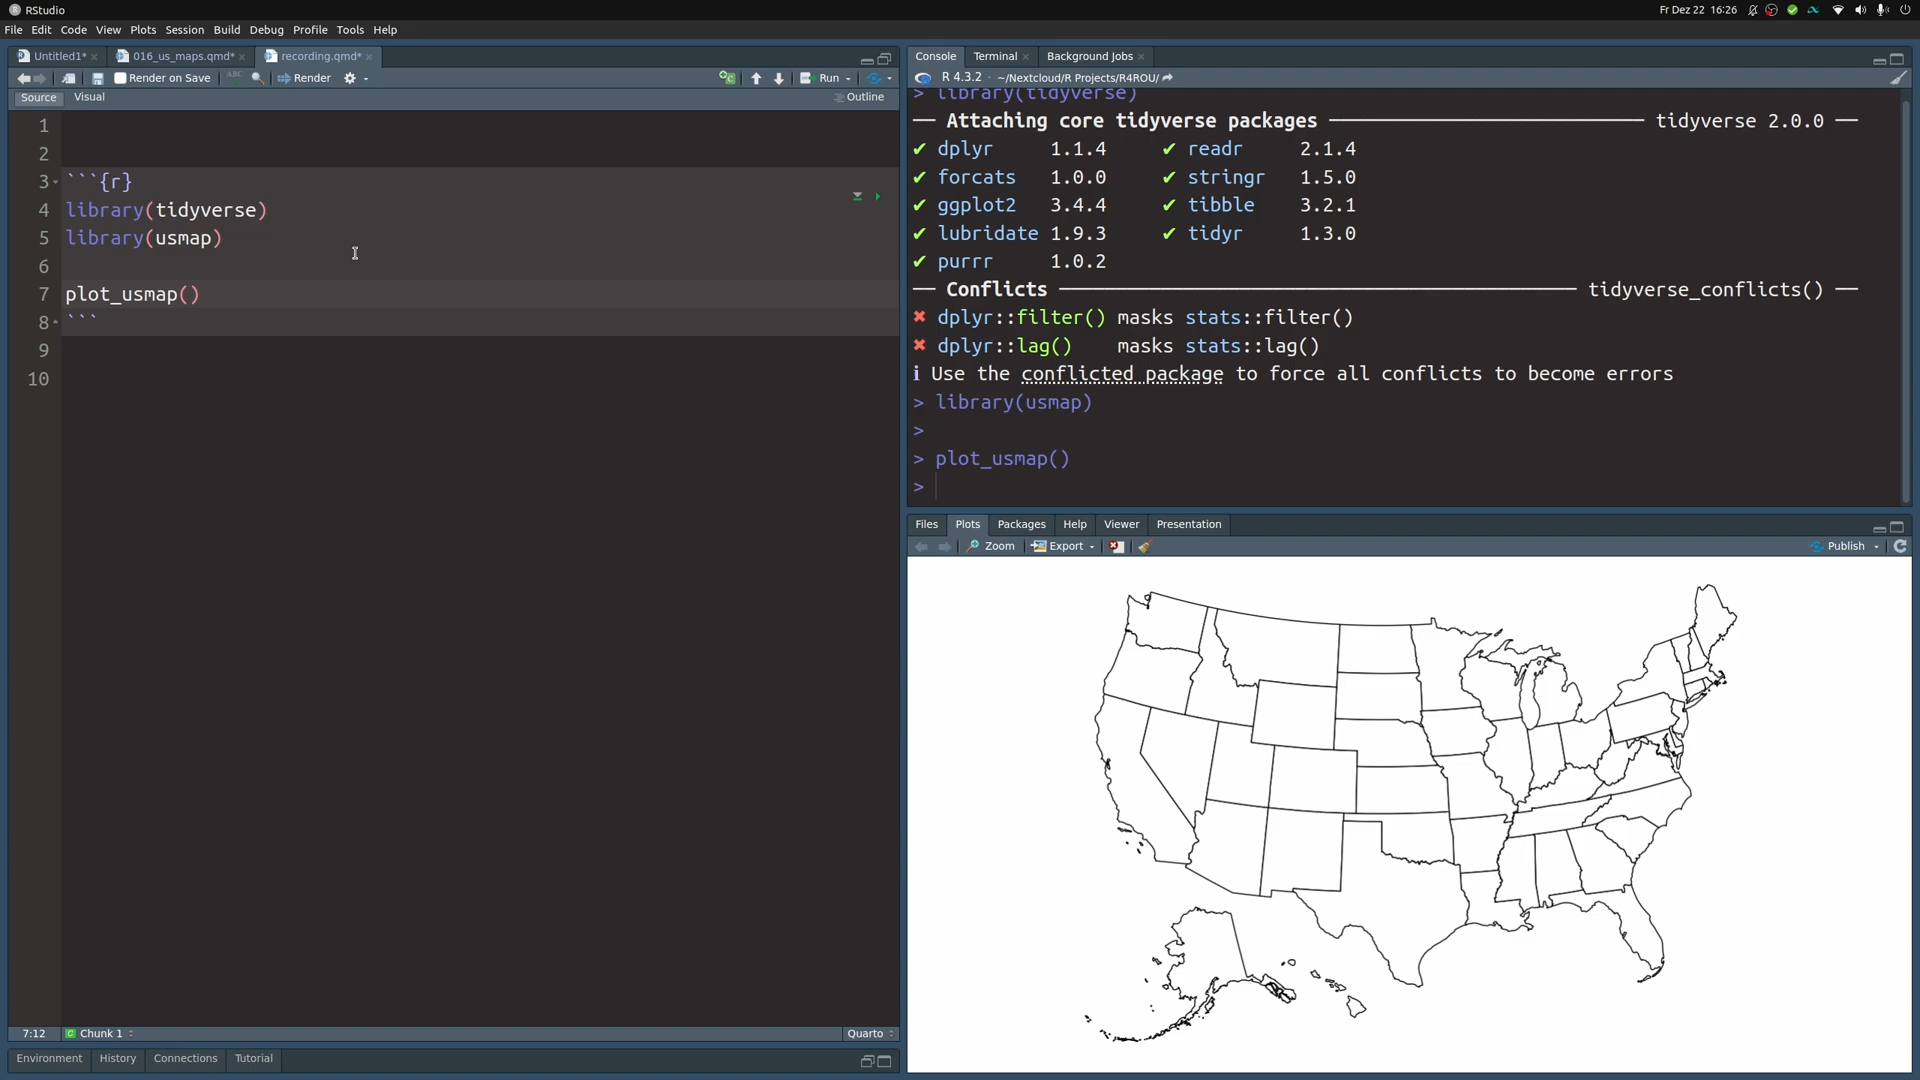 RStudio
Fr Dez 22 16:26
File Edit Code View Plots Session Build Debug Profile Tools Help
Untitled1* 016_us_maps.qmd* recording.qmd*
Render on Save ABC Render Run
Source Visual Outline
1
2
3 ```{r}
4 library(tidyverse)
5 library(usmap)
6
7 plot_usmap()
8 ```
9
10
7:12 Chunk 1 Quarto
Environment History Connections Tutorial
Console Terminal Background Jobs
R 4.3.2 · ~/Nextcloud/R Projects/R4ROU/
> library(tidyverse)
── Attaching core tidyverse packages ── tidyverse 2.0.0 ──
✔ dplyr 1.1.4 ✔ readr 2.1.4
✔ forcats 1.0.0 ✔ stringr 1.5.0
✔ ggplot2 3.4.4 ✔ tibble 3.2.1
✔ lubridate 1.9.3 ✔ tidyr 1.3.0
✔ purrr 1.0.2
── Conflicts ── tidyverse_conflicts() ──
✖ dplyr::filter() masks stats::filter()
✖ dplyr::lag() masks stats::lag()
ℹ Use the conflicted package to force all conflicts to become errors
> library(usmap)
>
> plot_usmap()
>
Files Plots Packages Help Viewer Presentation
Zoom Export Publish